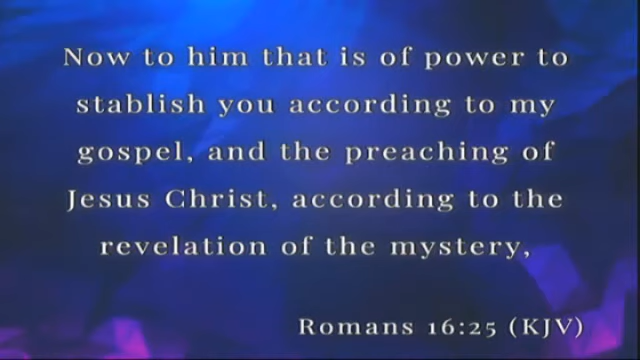 Now to him that is of power to
stablish you according to my
gospel, and the preaching of
Jesus Christ, according to the
revelation of the mystery,
Romans 16:25 (KJV)